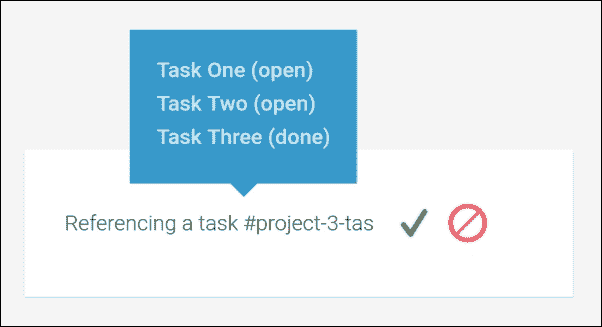 Task One (open)
Task Two (open)
Task Three (done)
Referencing a task #project-3-tas